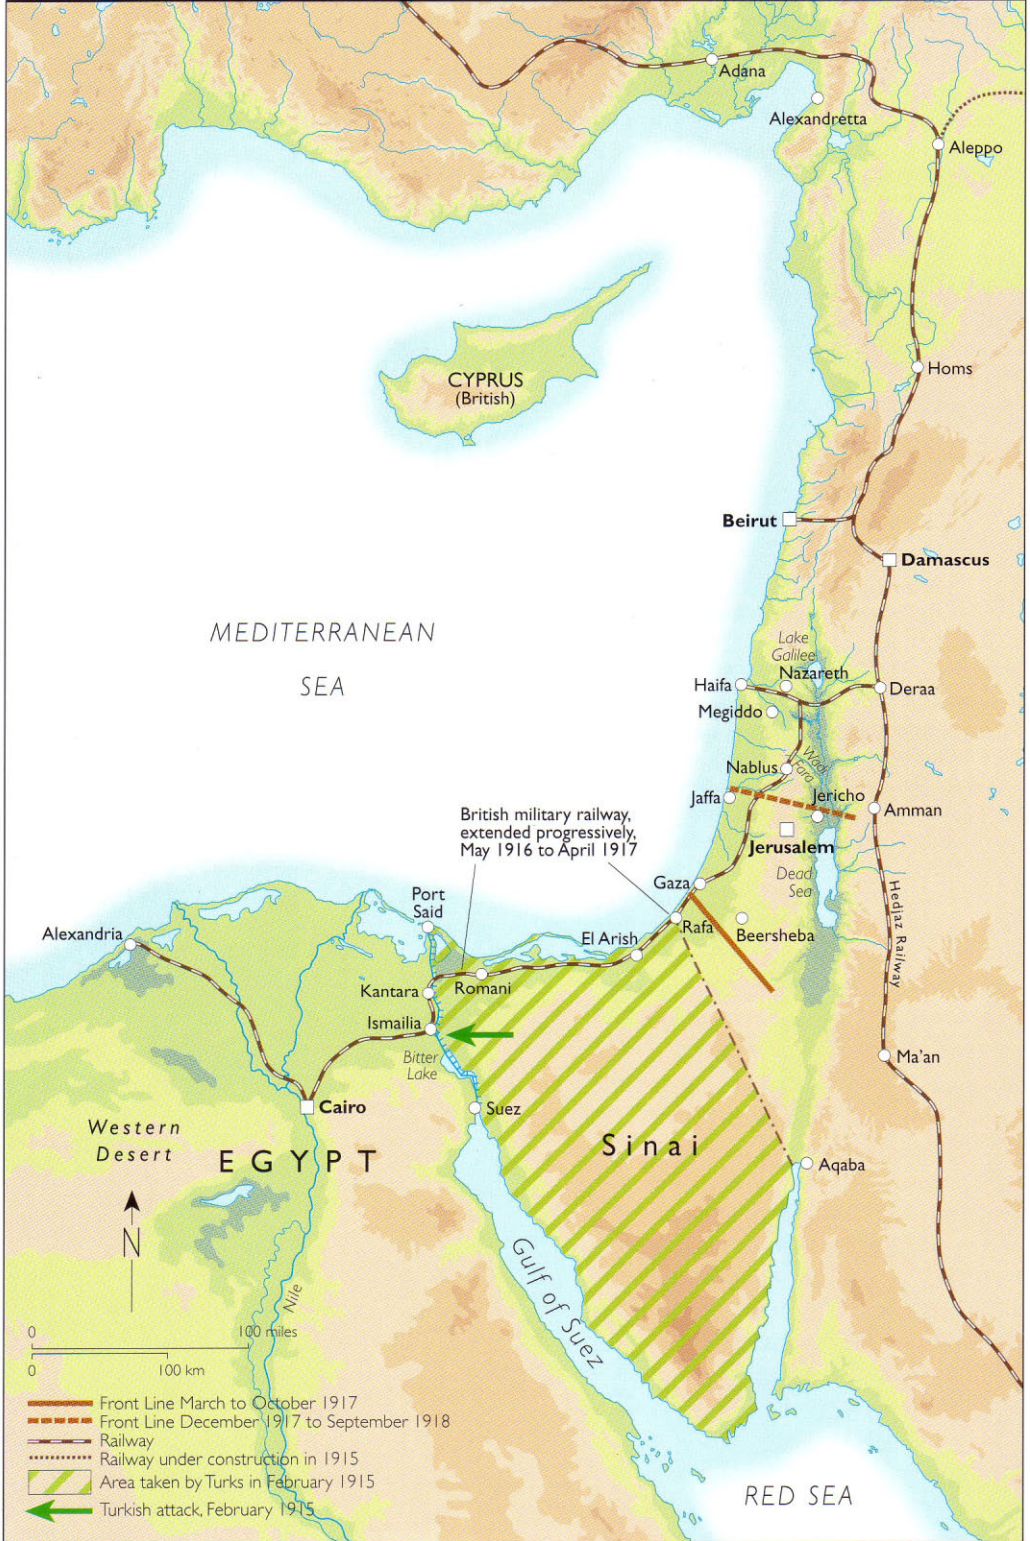 Adana
Alexandretta
Aleppo
Homs
CYPRUS
(British)
Beirut
Damascus
MEDITERRANEAN
SEA
Lake
Galilee
Nazareth
Haifa
Deraa
Megiddo
Nablus
Wadi
Fara
Jaffa
Jericho
Amman
British military railway,
extended progressively,
May 1916 to April 1917
Jerusalem
Dead
Sea
Gaza
Port
Said
Rafa
Beersheba
Hedjaz Railway
Alexandria
El Arish
Romani
Kantara
Ismailia
Bitter
Lake
Ma'an
Suez
Cairo
Western
Desert
EGYPT
Sinai
Aqaba
N
Gulf of Suez
Nile
0 100 miles
0 100 km
Front Line March to October 1917
Front Line December 1917 to September 1918
Railway
Railway under construction in 1915
Area taken by Turks in February 1915
Turkish attack, February 1915
RED SEA